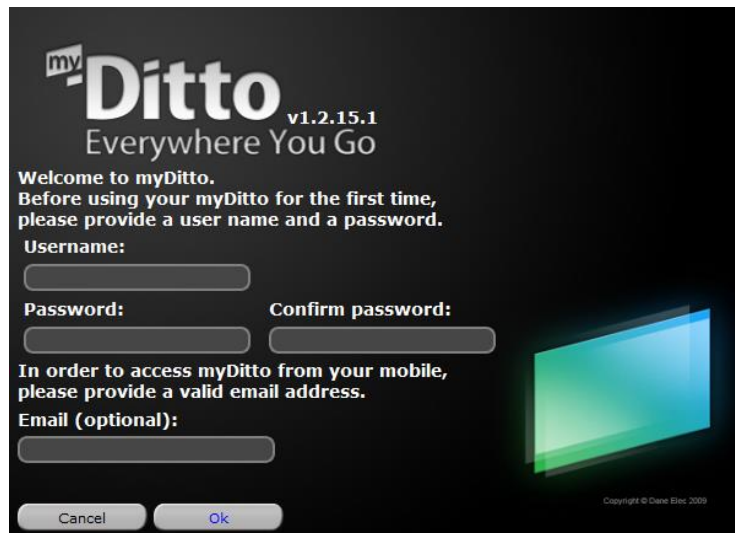 my
Ditto
v1.2.15.1
Everywhere You Go
Welcome to myDitto.
Before using your myDitto for the first time,
please provide a user name and a password.
Username:
Password: Confirm password:
In order to access myDitto from your mobile,
please provide a valid email address.
Email (optional):
Copyright © Dane Elec 2009
Cancel Ok